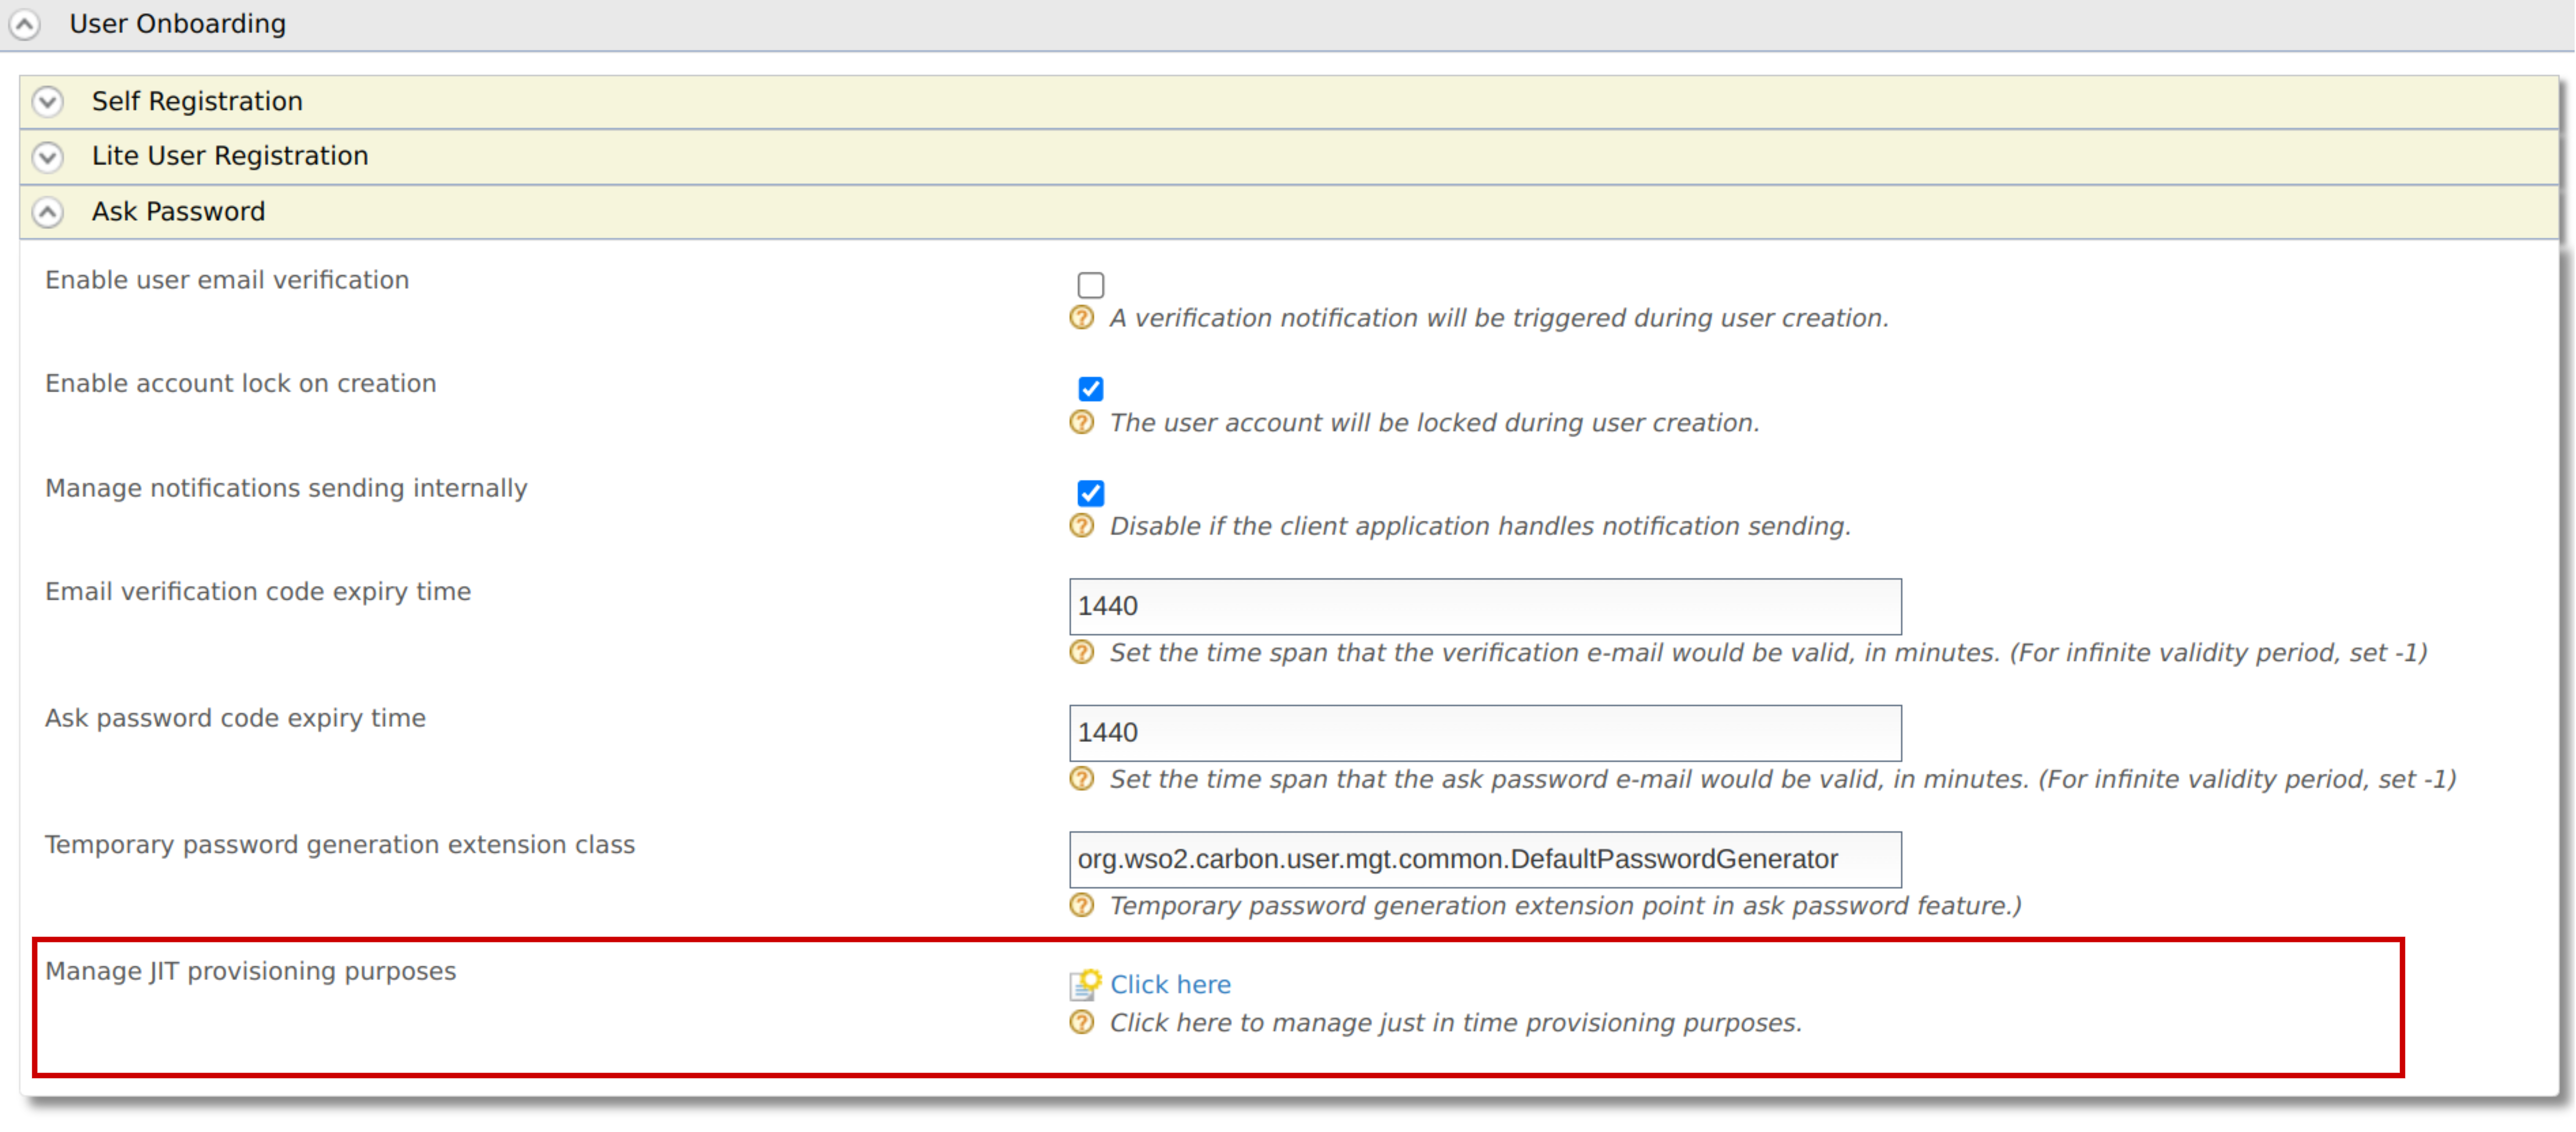 User Onboarding
Self Registration
Lite User Registration
Ask Password
Enable user email verification
A verification notification will be triggered during user creation.
Enable account lock on creation
The user account will be locked during user creation.
Manage notifications sending internally
Disable if the client application handles notification sending.
Email verification code expiry time
1440
Set the time span that the verification e-mail would be valid, in minutes. (For infinite validity period, set -1)
Ask password code expiry time
1440
Set the time span that the ask password e-mail would be valid, in minutes. (For infinite validity period, set -1)
Temporary password generation extension class
org.wso2.carbon.user.mgt.common.DefaultPasswordGenerator
Temporary password generation extension point in ask password feature.)
Manage JIT provisioning purposes
Click here
Click here to manage just in time provisioning purposes.